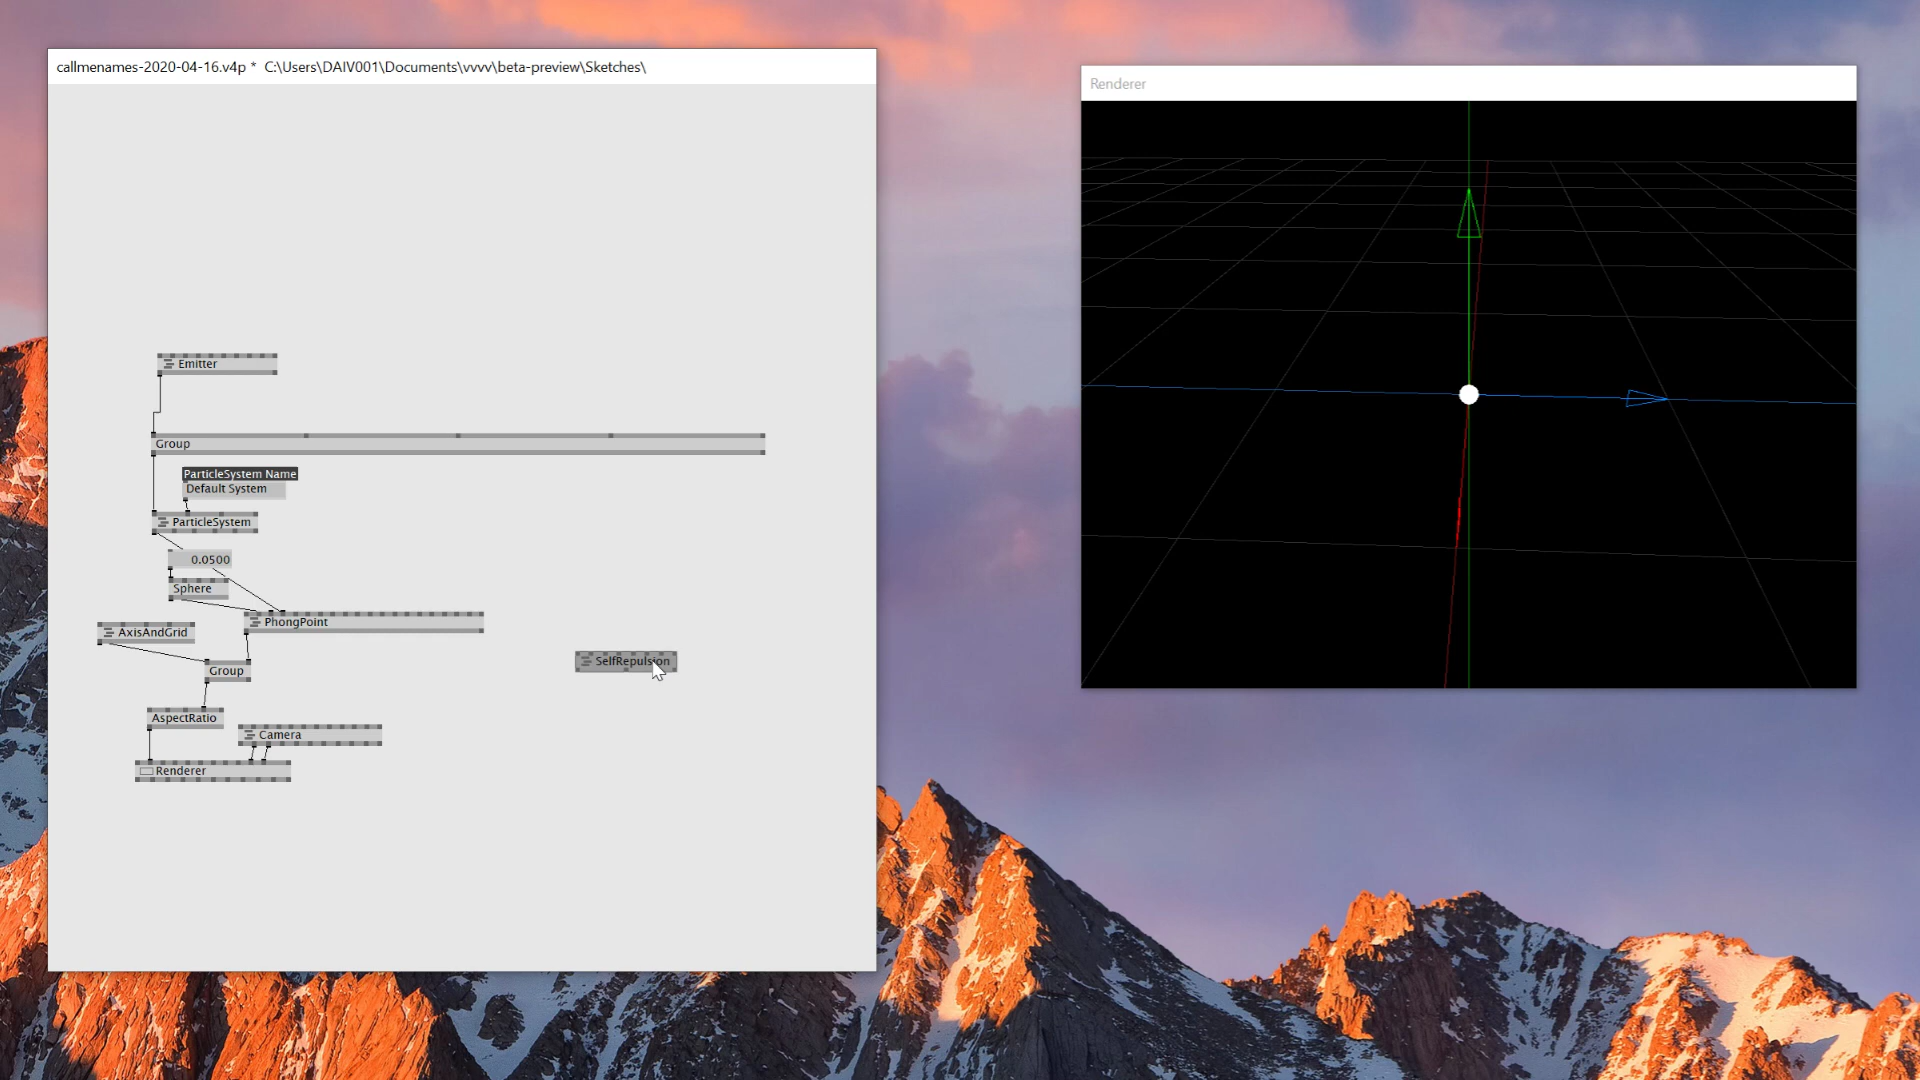 callmenames-2020-04-16.v4p * C:\Users\DAIV001\Documents\vvvv\beta-preview\Sketches\
Renderer
Emitter
Group
ParticleSystem Name
Default System
ParticleSystem
0.0500
Sphere
PhongPoint
AxisAndGrid
SelfRepulsion
Group
AspectRatio
Camera
Renderer